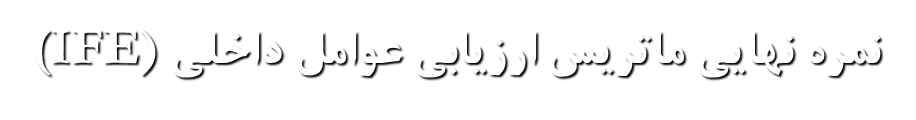 نمره نهایی ماتریس ارزیابی عوامل داخلی (IFE)